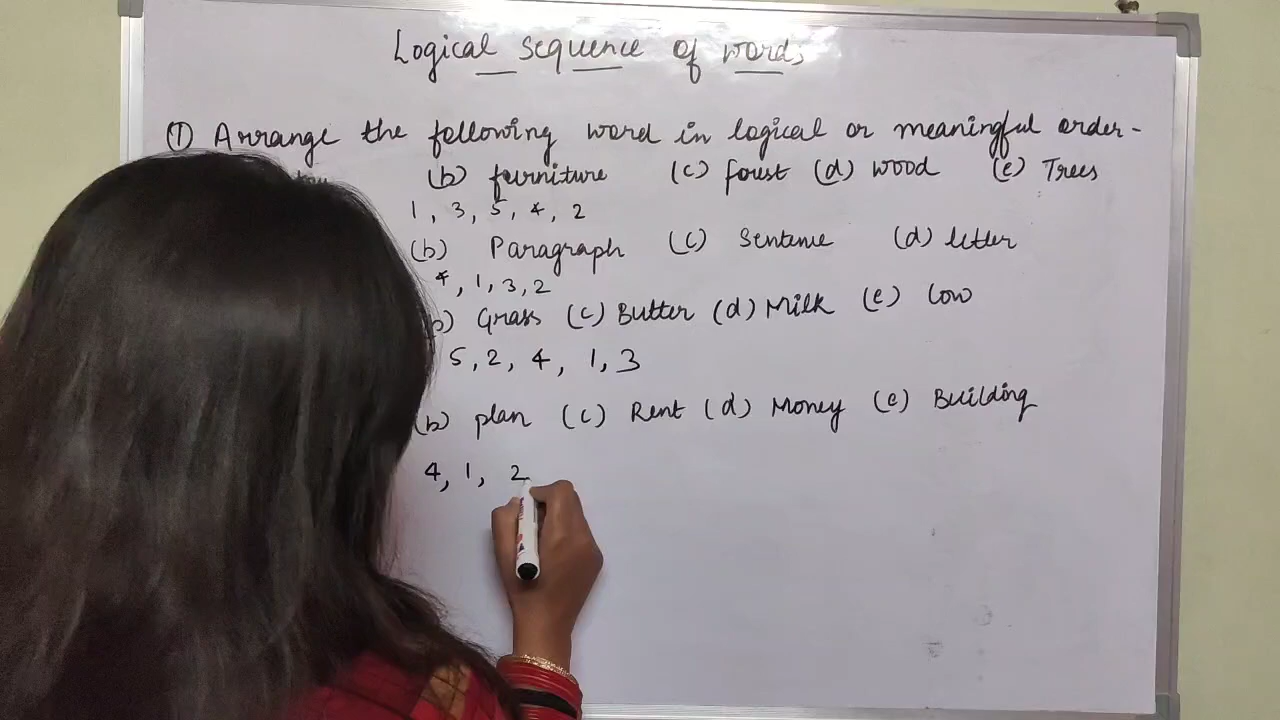 Logical sequence of words
① Arrange the following word in logical or meaningful order-
(b) furniture (c) forest (d) wood (e) Trees
1, 3, 5, 4, 2
(b) Paragraph (c) Sentence (d) letter
4, 1, 3, 2
Grass (c) Butter (d) Milk (e) Cow
5, 2, 4, 1, 3
(b) plan (c) Rent (d) Money (e) Building
4, 1, 2